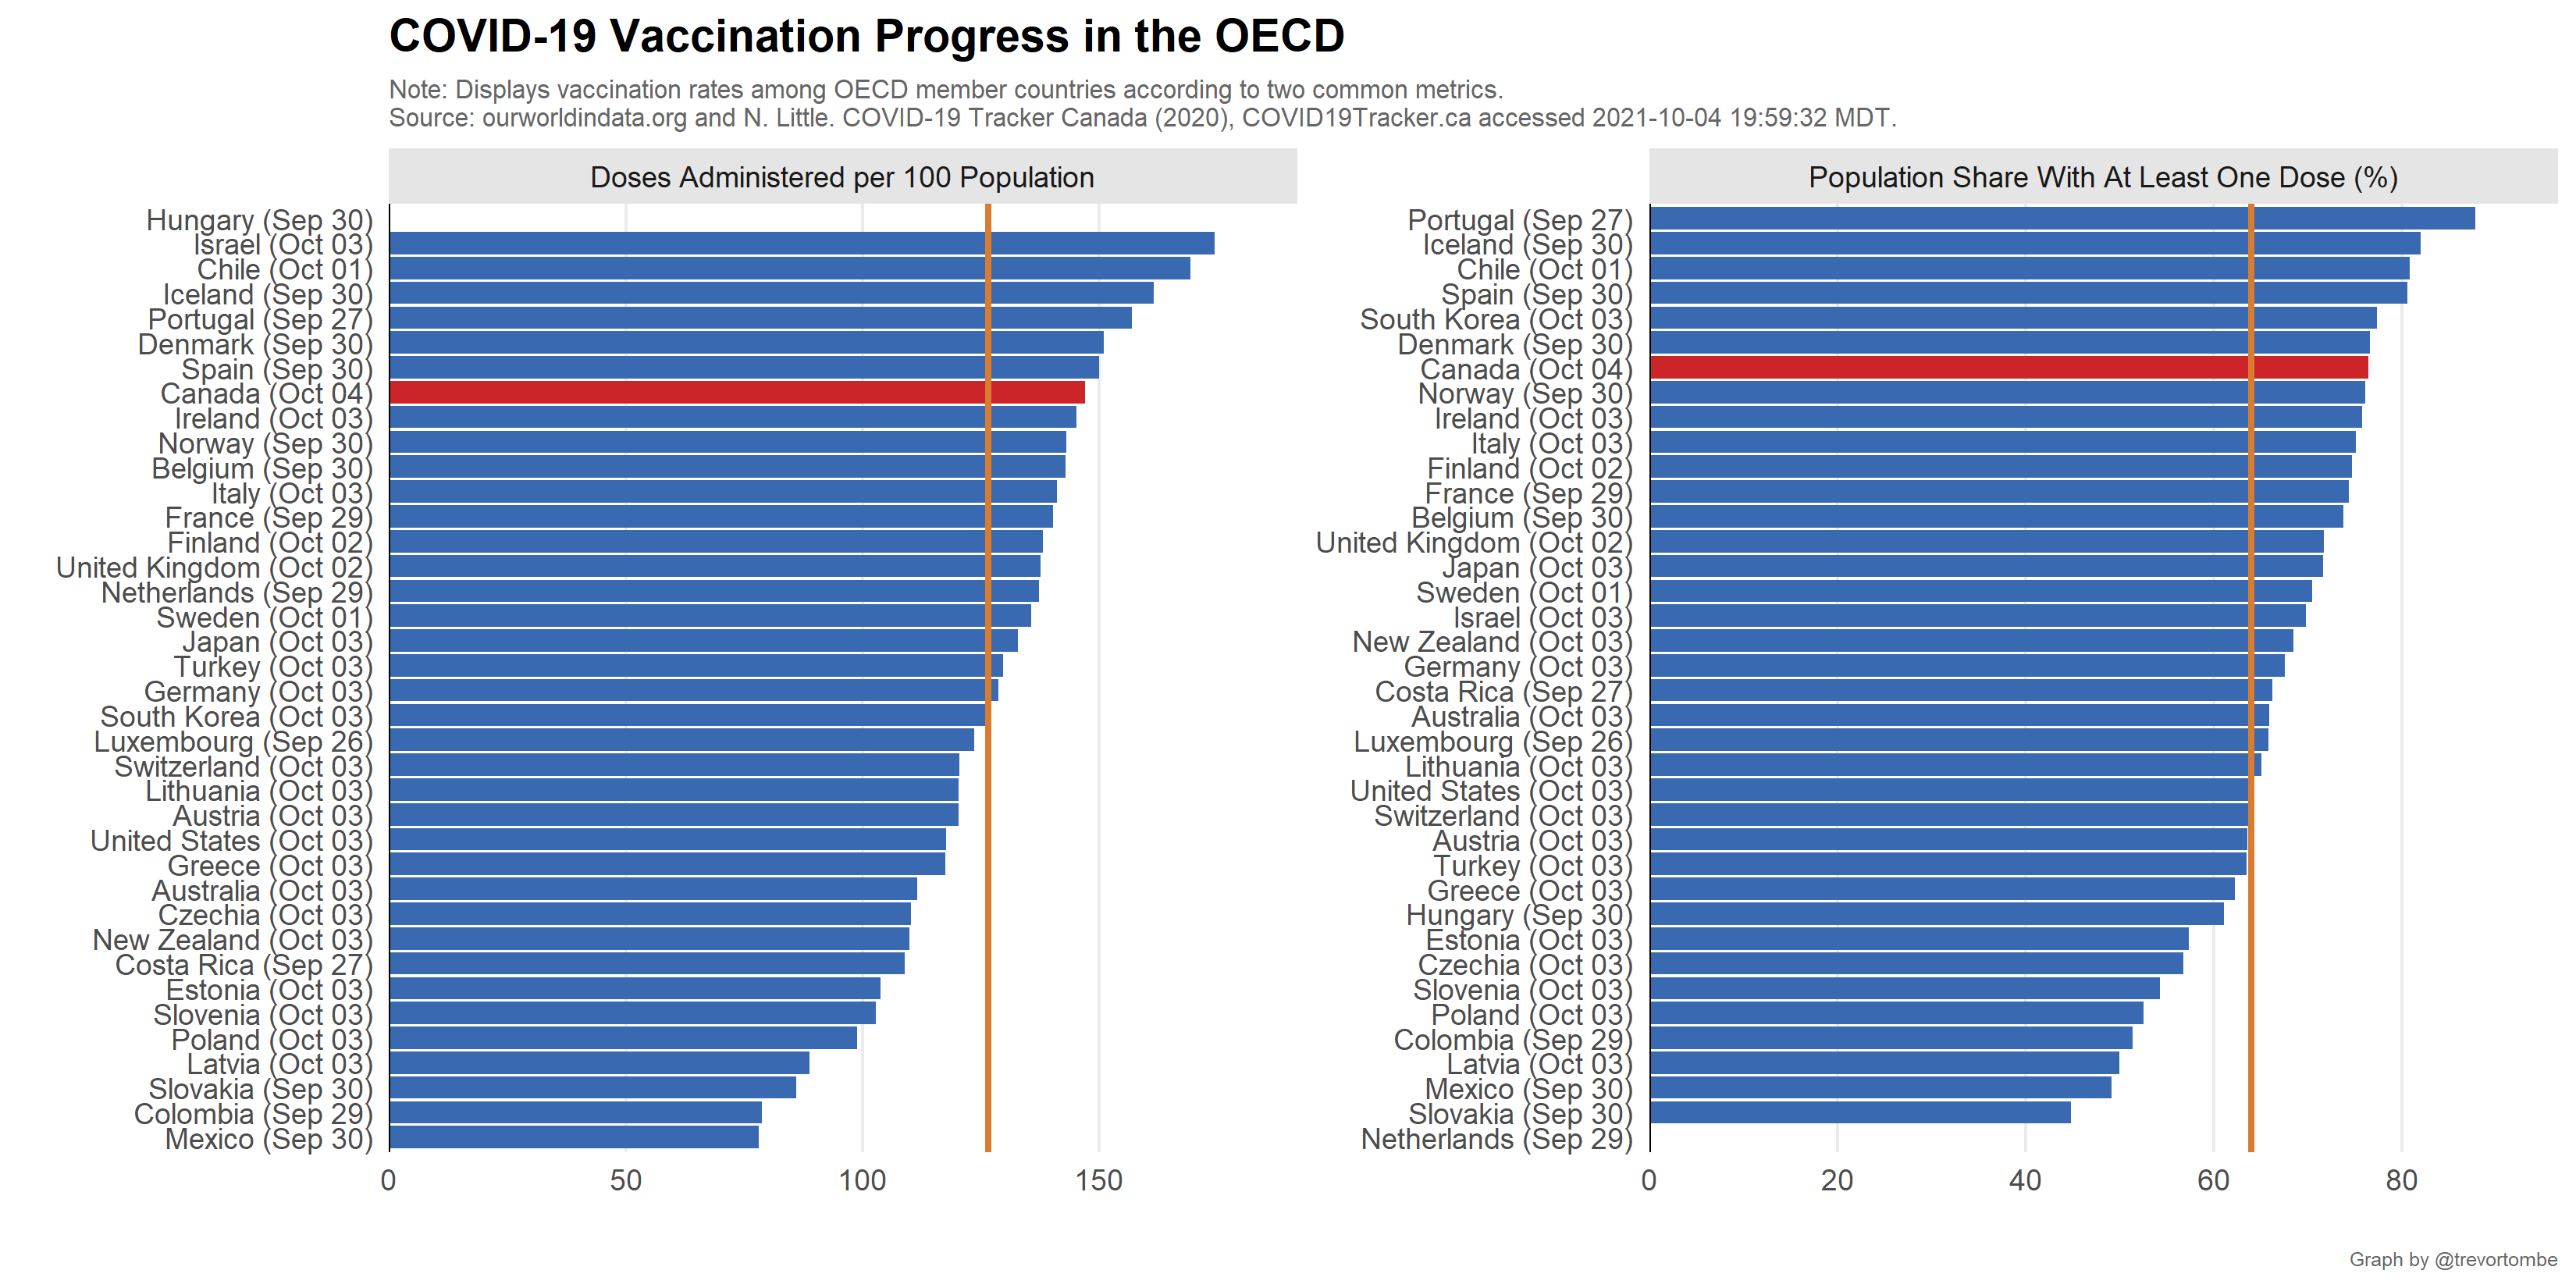 COVID-19 Vaccination Progress in the OECD
Note: Displays vaccination rates among OECD member countries according to two common metrics.
Source: ourworldindata.org and N. Little. COVID-19 Tracker Canada (2020), COVID19Tracker.ca accessed 2021-10-04 19:59:32 MDT.
Doses Administered per 100 Population
Hungary (Sep 30)
Israel (Oct 03)
Chile (Oct 01)
Iceland (Sep 30)
Portugal (Sep 27)
Denmark (Sep 30)
Spain (Sep 30)
Canada (Oct 04)
Ireland (Oct 03)
Norway (Sep 30)
Belgium (Sep 30)
Italy (Oct 03)
France (Sep 29)
Finland (Oct 02)
United Kingdom (Oct 02)
Netherlands (Sep 29)
Sweden (Oct 01)
Japan (Oct 03)
Turkey (Oct 03)
Germany (Oct 03)
South Korea (Oct 03)
Luxembourg (Sep 26)
Switzerland (Oct 03)
Lithuania (Oct 03)
Austria (Oct 03)
United States (Oct 03)
Greece (Oct 03)
Australia (Oct 03)
Czechia (Oct 03)
New Zealand (Oct 03)
Costa Rica (Sep 27)
Estonia (Oct 03)
Slovenia (Oct 03)
Poland (Oct 03)
Latvia (Oct 03)
Slovakia (Sep 30)
Colombia (Sep 29)
Mexico (Sep 30)
0 50 100 150
Population Share With At Least One Dose (%)
Portugal (Sep 27)
Iceland (Sep 30)
Chile (Oct 01)
Spain (Sep 30)
South Korea (Oct 03)
Denmark (Sep 30)
Canada (Oct 04)
Norway (Sep 30)
Ireland (Oct 03)
Italy (Oct 03)
Finland (Oct 02)
France (Sep 29)
Belgium (Sep 30)
United Kingdom (Oct 02)
Japan (Oct 03)
Sweden (Oct 01)
Israel (Oct 03)
New Zealand (Oct 03)
Germany (Oct 03)
Costa Rica (Sep 27)
Australia (Oct 03)
Luxembourg (Sep 26)
Lithuania (Oct 03)
United States (Oct 03)
Switzerland (Oct 03)
Austria (Oct 03)
Turkey (Oct 03)
Greece (Oct 03)
Hungary (Sep 30)
Estonia (Oct 03)
Czechia (Oct 03)
Slovenia (Oct 03)
Poland (Oct 03)
Colombia (Sep 29)
Latvia (Oct 03)
Mexico (Sep 30)
Slovakia (Sep 30)
Netherlands (Sep 29)
0 20 40 60 80
Graph by @trevortombe